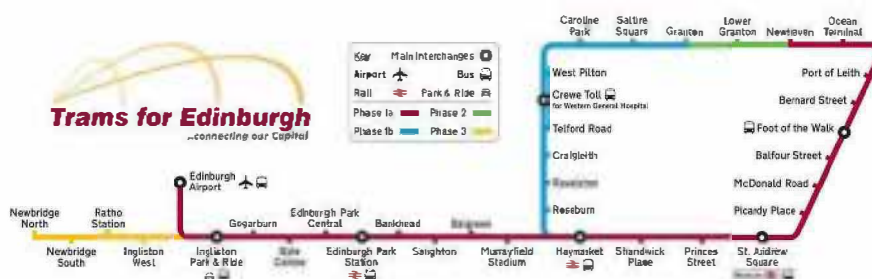 Trams for Edinburgh
...connecting our Capital
Key Main Interchanges
Airport Bus
Rail Park & Ride
Phase 1a Phase 2
Phase 1b Phase 3
Caroline
Park
Saltire
Square
Granton
Lower
Granton
Newhaven
Ocean
Terminal
West Pilton
Crewe Toll
for Western General Hospital
Telford Road
Craigleith
Roseburn
Port of Leith
Bernard Street
Foot of the Walk
Balfour Street
McDonald Road
Picardy Place
Edinburgh
Airport
Newbridge
North
Ratho
Station
Gogarburn
Edinburgh Park
Central
Bankhead
Newbridge
South
Ingliston
West
Ingliston
Park & Ride
Edinburgh Park
Station
Saughton
Murrayfield
Stadium
Haymarket
Shandwick
Place
Princes
Street
St. Andrew
Square